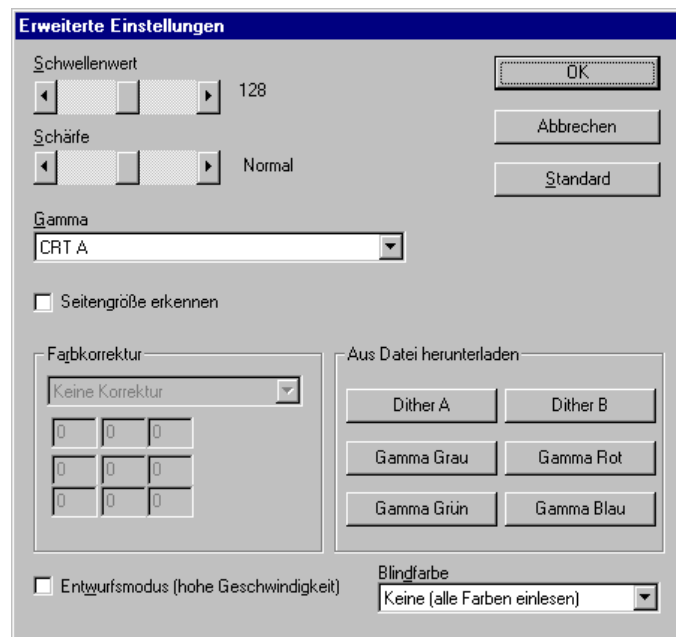 Erweiterte Einstellungen
Schwellenwert
128
OK
Schärfe
Normal
Abbrechen
Standard
Gamma
CRT A
Seitengröße erkennen
Farbkorrektur
Keine Korrektur
0 0 0
0 0 0
0 0 0
Aus Datei herunterladen
Dither A Dither B
Gamma Grau Gamma Rot
Gamma Grün Gamma Blau
Entwurfsmodus (hohe Geschwindigkeit)
Blindfarbe
Keine (alle Farben einlesen)